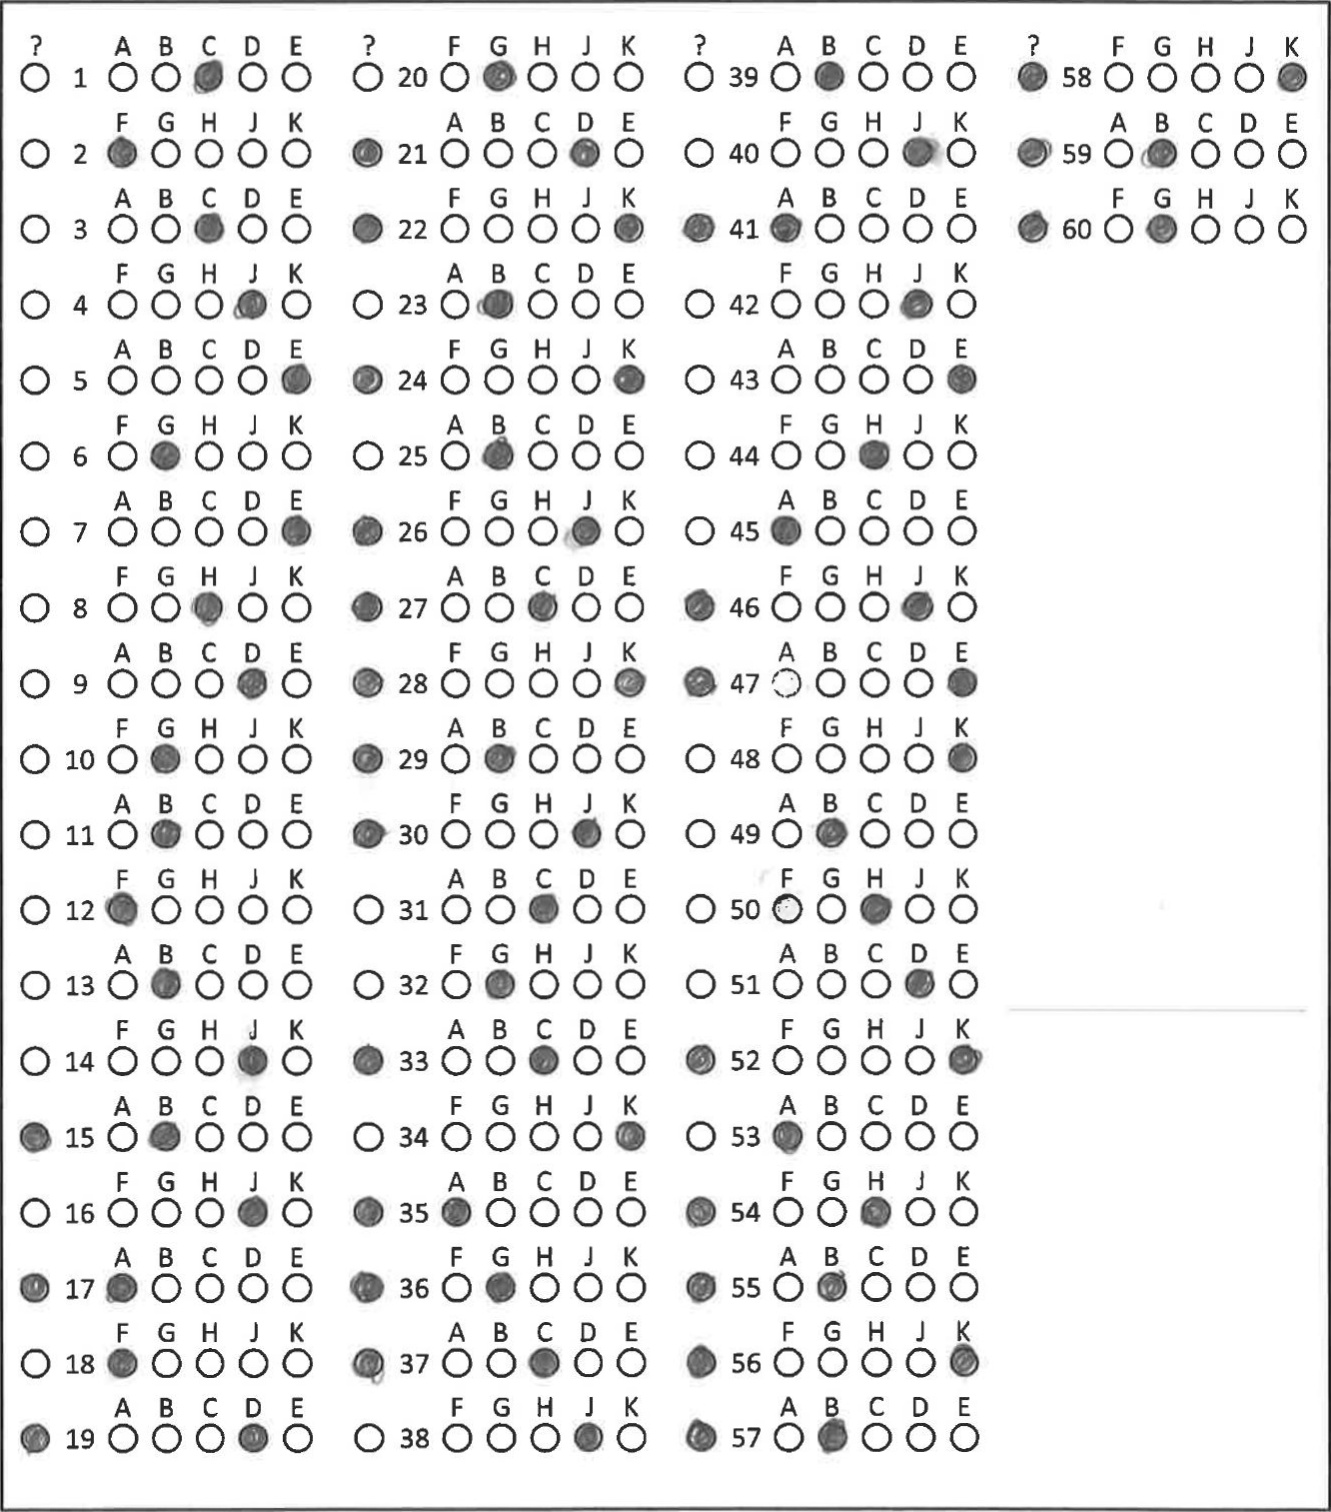 ? A B C D E ? F G H J K ? A B C D E ? F G H J K
1 20 39 58
F G H J K A B C D E F G H J K A B C D E
2 21 40 59
A B C D E F G H J K A B C D E F G H J K
3 22 41 60
F G H J K A B C D E F G H J K
4 23 42
A B C D E F G H J K A B C D E
5 24 43
F G H J K A B C D E F G H J K
6 25 44
A B C D E F G H J K A B C D E
7 26 45
F G H J K A B C D E F G H J K
8 27 46
A B C D E F G H J K A B C D E
9 28 47
F G H J K A B C D E F G H J K
10 29 48
A B C D E F G H J K A B C D E
11 30 49
F G H J K A B C D E F G H J K
12 31 50
A B C D E F G H J K A B C D E
13 32 51
F G H J K A B C D E F G H J K
14 33 52
A B C D E F G H J K A B C D E
15 34 53
F G H J K A B C D E F G H J K
16 35 54
A B C D E F G H J K A B C D E
17 36 55
F G H J K A B C D E F G H J K
18 37 56
A B C D E F G H J K A B C D E
19 38 57